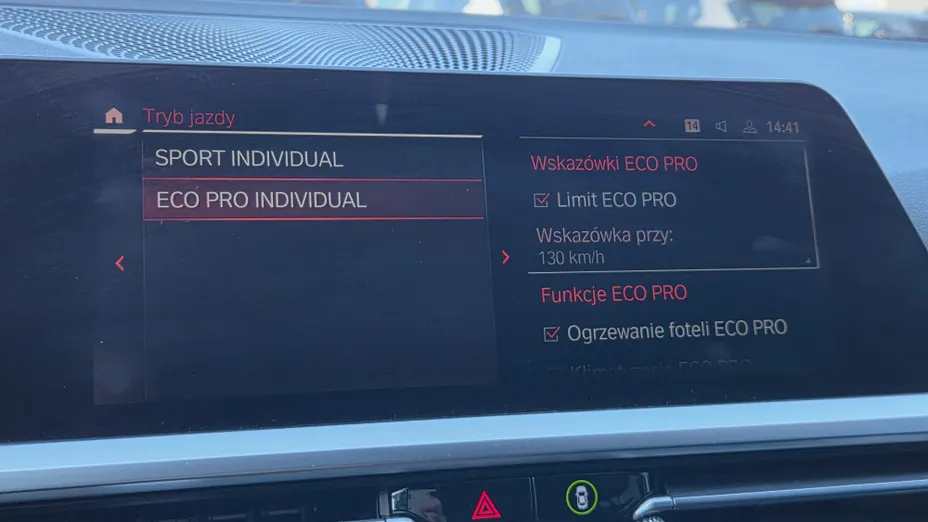 Tryb jazdy
14
14:41
SPORT INDIVIDUAL
ECO PRO INDIVIDUAL
Wskazówki ECO PRO
Limit ECO PRO
Wskazówka przy:
130 km/h
Funkcje ECO PRO
Ogrzewanie foteli ECO PRO